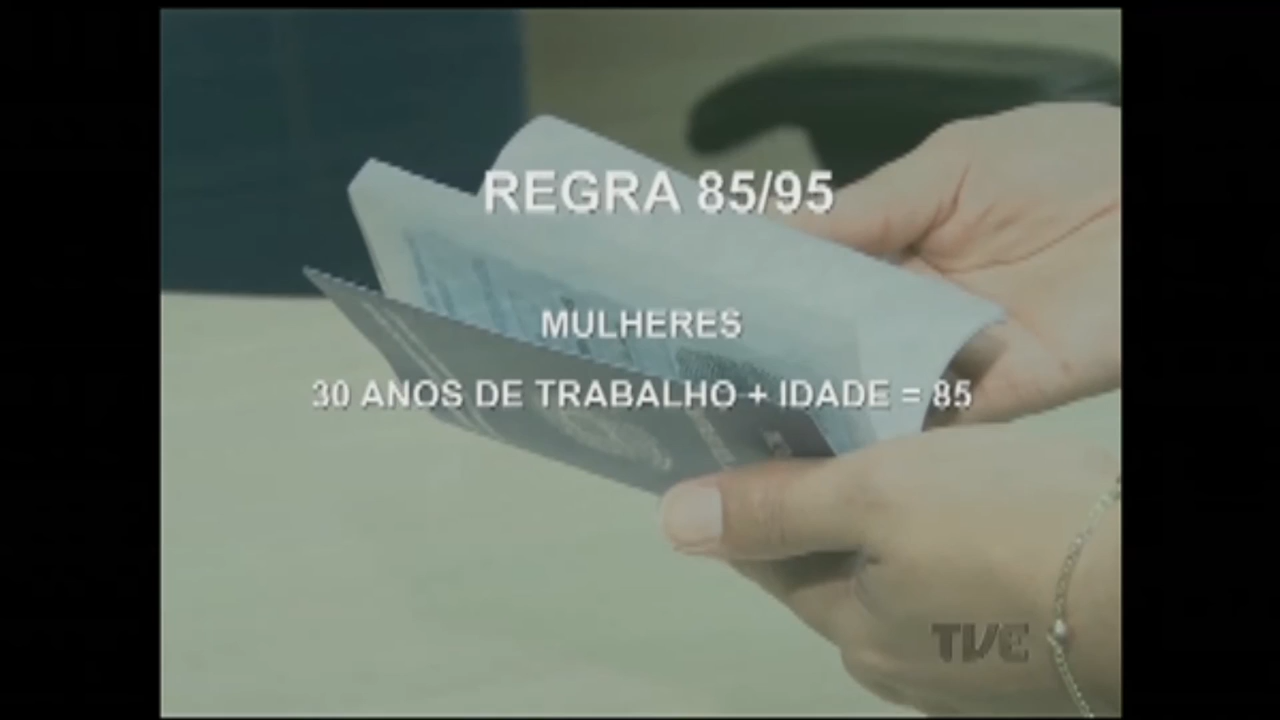 REGRA 85/95
MULHERES
30 ANOS DE TRABALHO + IDADE = 85
TVE